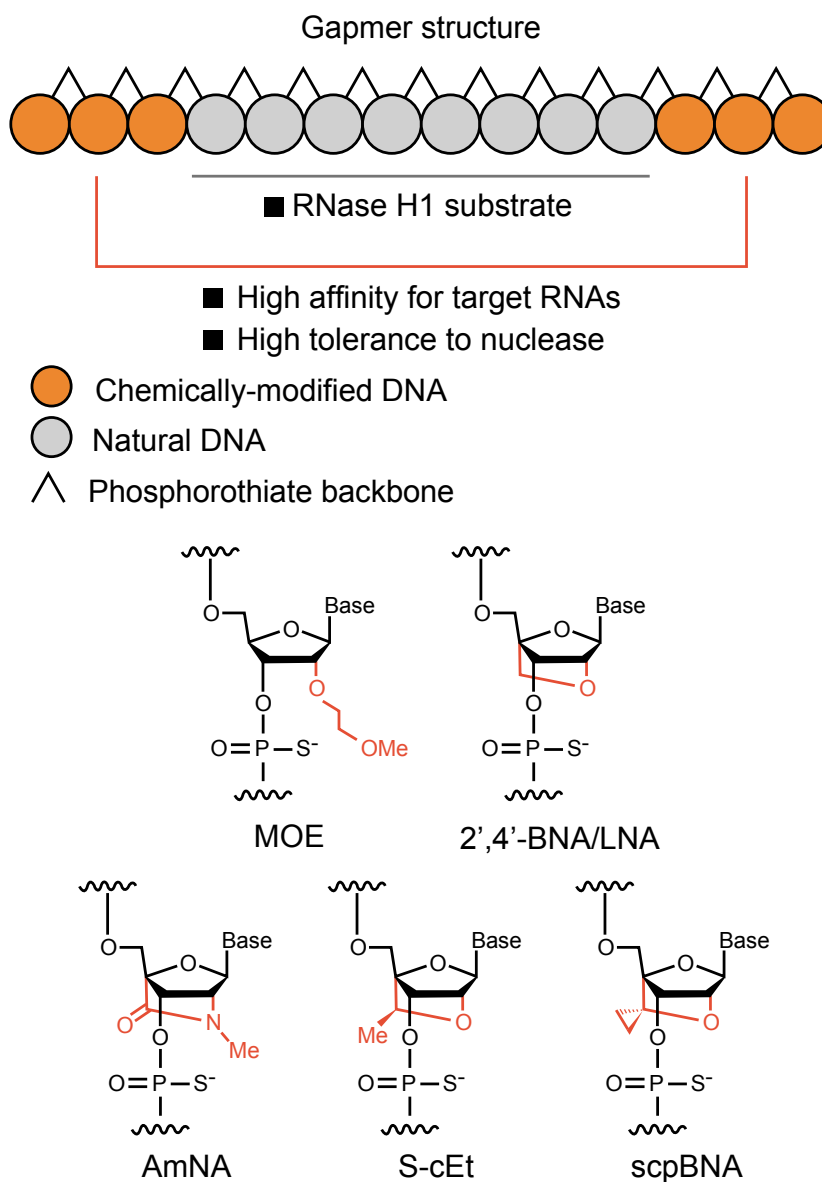 Gapmer structure
■ RNase H1 substrate
■ High affinity for target RNAs
■ High tolerance to nuclease
Chemically-modified DNA
Natural DNA
Phosphorothiate backbone
O
Base
O
O
O
O=P–S⁻
OMe
MOE
O
Base
O
O
O
O=P–S⁻
2',4'-BNA/LNA
O
Base
O
O
N
Me
O
O=P–S⁻
AmNA
O
Base
O
O
Me
O
O=P–S⁻
S-cEt
O
Base
O
O
O
O=P–S⁻
scpBNA